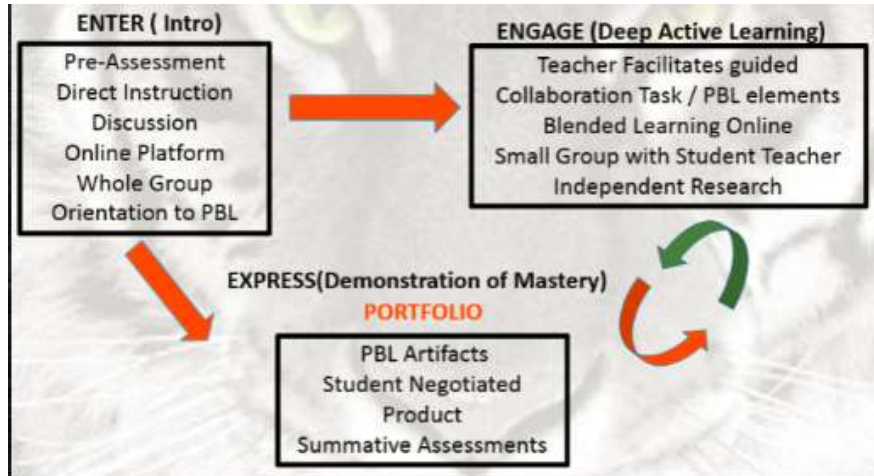 ENTER ( Intro)
Pre-Assessment
Direct Instruction
Discussion
Online Platform
Whole Group
Orientation to PBL
ENGAGE (Deep Active Learning)
Teacher Facilitates guided
Collaboration Task / PBL elements
Blended Learning Online
Small Group with Student Teacher
Independent Research
EXPRESS(Demonstration of Mastery)
PORTFOLIO
PBL Artifacts
Student Negotiated
Product
Summative Assessments